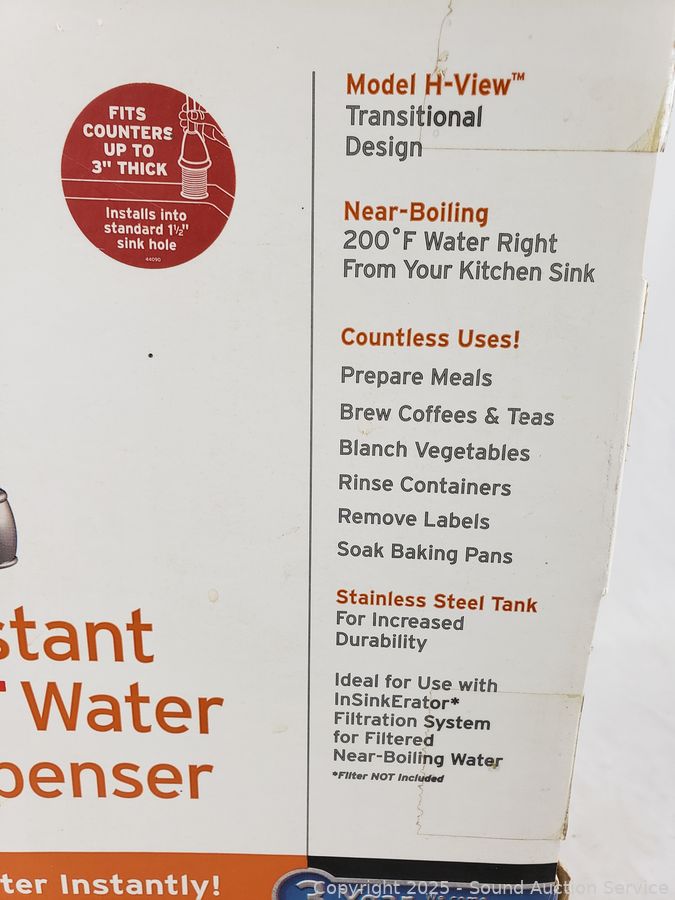 FITS
COUNTERS
UP TO
3" THICK
Installs into
standard 1½"
sink hole
44090
Model H-View™
Transitional
Design
Near-Boiling
200°F Water Right
From Your Kitchen Sink
Countless Uses!
Prepare Meals
Brew Coffees & Teas
Blanch Vegetables
Rinse Containers
Remove Labels
Soak Baking Pans
Stainless Steel Tank
For Increased
Durability
Ideal for Use with
InSinkErator*
Filtration System
for Filtered
Near-Boiling Water
*Filter NOT Included
stant
Water
penser
ter Instantly!
Copyright 2025 - Sound Auction Service